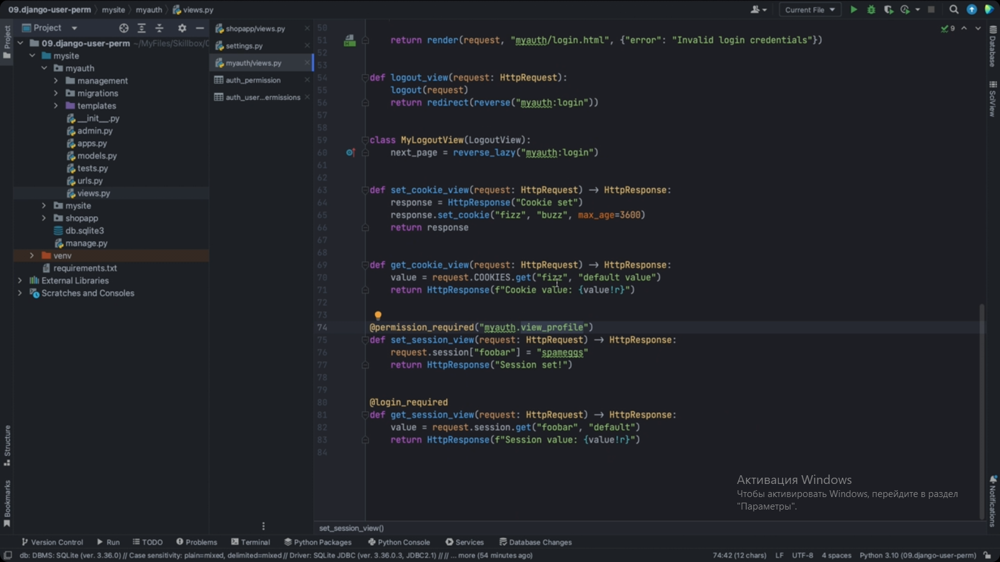 09.django-user-perm
mysite
myauth
views.py
Current File
Project
Project
09.django-user-perm ~/MyFiles/Skillbox/
mysite
myauth
management
migrations
templates
__init__.py
admin.py
apps.py
models.py
tests.py
urls.py
views.py
mysite
shopapp
db.sqlite3
manage.py
venv
requirements.txt
External Libraries
Scratches and Consoles
Structure
Bookmarks
shopapp/views.py
settings.py
myauth/views.py
auth_permission
auth_user...ermissions
9
50
51 return render(request, "myauth/login.html", {"error": "Invalid login credentials"})
52
53
54 def logout_view(request: HttpRequest):
55 logout(request)
56 return redirect(reverse("myauth:login"))
57
58
59 class MyLogoutView(LogoutView):
60 next_page = reverse_lazy("myauth:login")
61
62
63 def set_cookie_view(request: HttpRequest) → HttpResponse:
64 response = HttpResponse("Cookie set")
65 response.set_cookie("fizz", "buzz", max_age=3600)
66 return response
67
68
69 def get_cookie_view(request: HttpRequest) → HttpResponse:
70 value = request.COOKIES.get("fizz", "default value")
71 return HttpResponse(f"Cookie value: {value!r}")
72
73
74 @permission_required("myauth.view_profile")
75 def set_session_view(request: HttpRequest) → HttpResponse:
76 request.session["foobar"] = "spameggs"
77 return HttpResponse("Session set!")
78
79
80 @login_required
81 def get_session_view(request: HttpRequest) → HttpResponse:
82 value = request.session.get("foobar", "default")
83 return HttpResponse(f"Session value: {value!r}")
84
Database
SciView
Notifications
Активация Windows
Чтобы активировать Windows, перейдите в раздел
"Параметры".
set_session_view()
Version Control
Run
TODO
Problems
Terminal
Python Packages
Python Console
Services
Database Changes
db: DBMS: SQLite (ver. 3.36.0) // Case sensitivity: plain=mixed, delimited=mixed // Driver: SQLite JDBC (ver. 3.36.0.3, JDBC2.1) // // ... more (54 minutes ago)
74:42 (12 chars)
LF
UTF-8
4 spaces
Python 3.10 (09.django-user-perm)